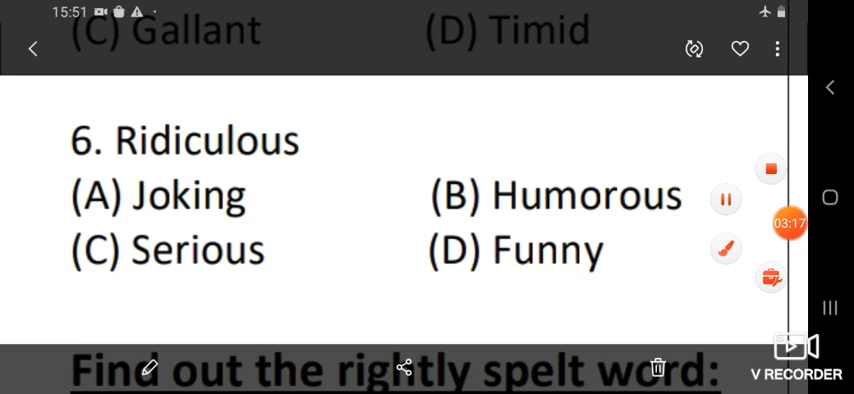 15:51
(C) Gallant (D) Timid
6. Ridiculous
(A) Joking (B) Humorous
(C) Serious (D) Funny
03:17
Find out the rightly spelt word:
V RECORDER